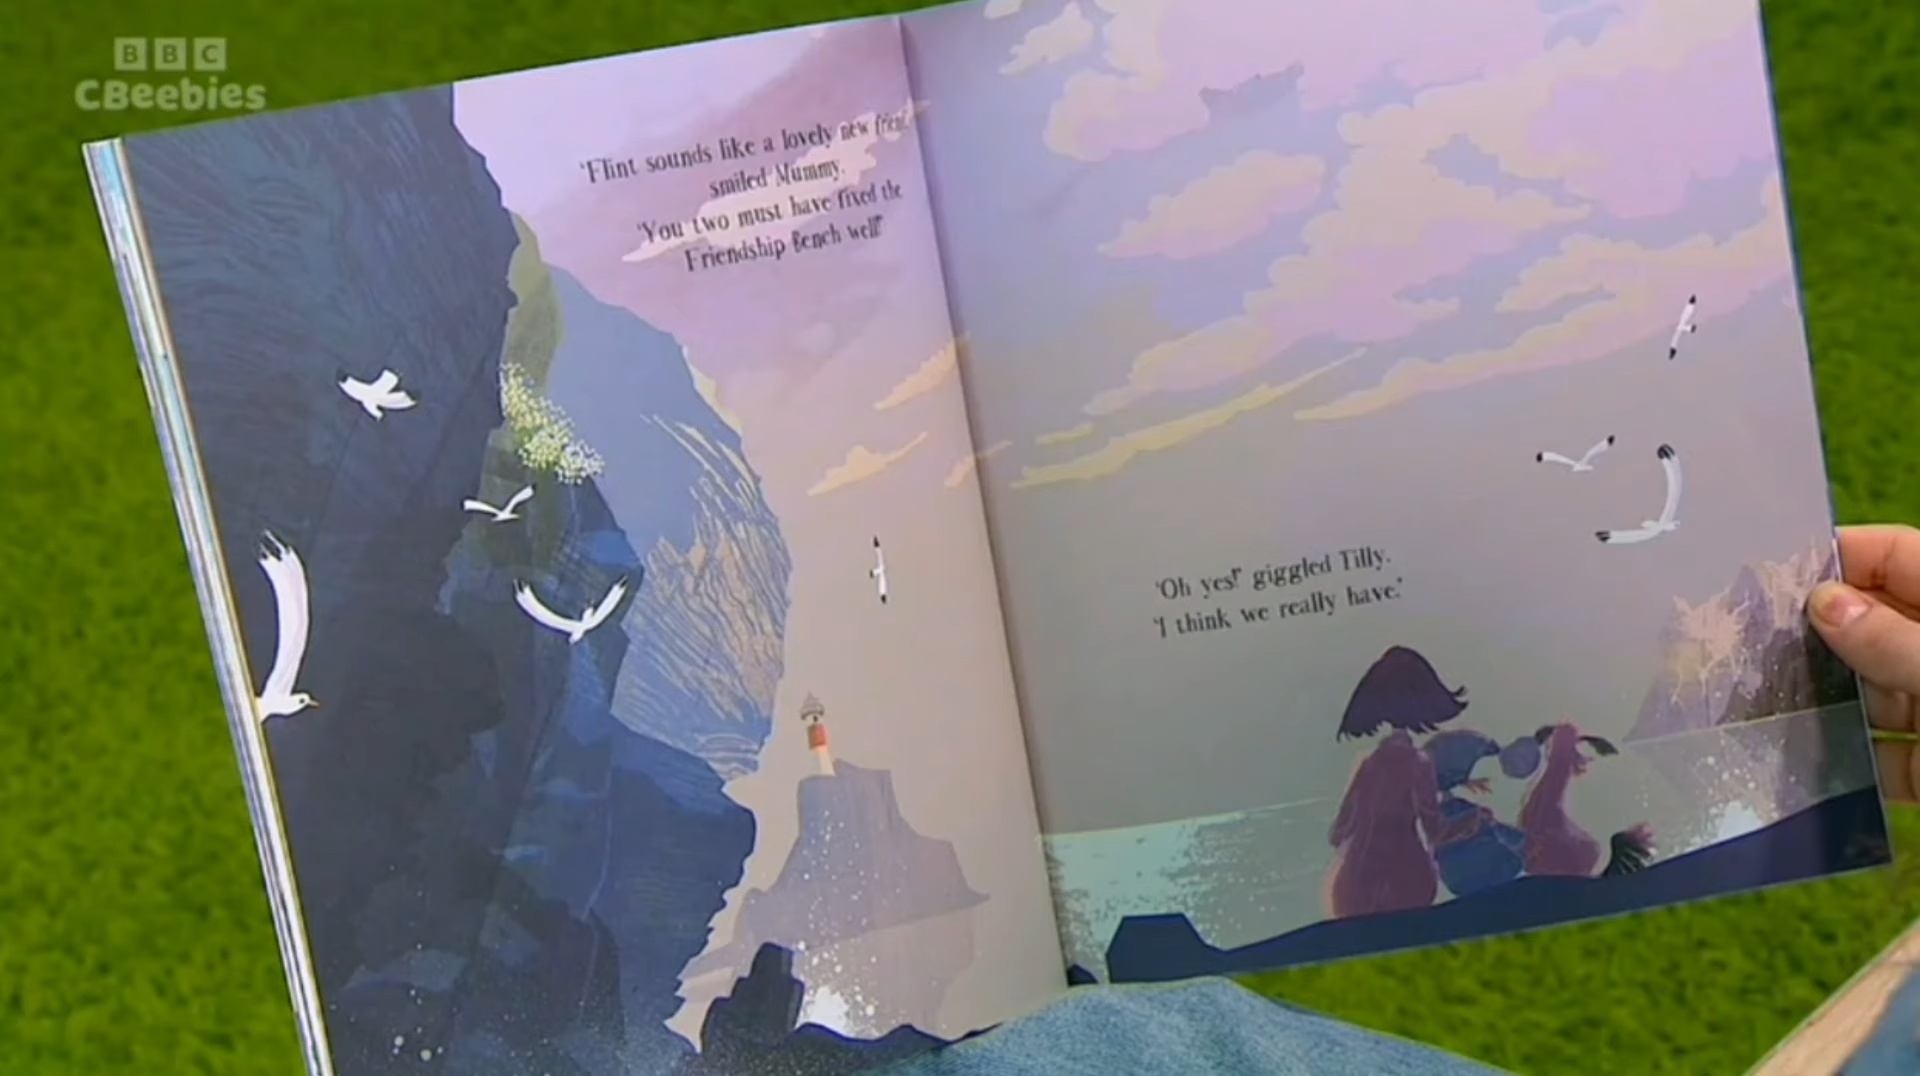 BBC
CBeebies
'Flint sounds like a lovely new friend,'
smiled Mummy.
'You two must have fixed the
Friendship Bench well!'
'Oh yes!' giggled Tilly.
'I think we really have.'